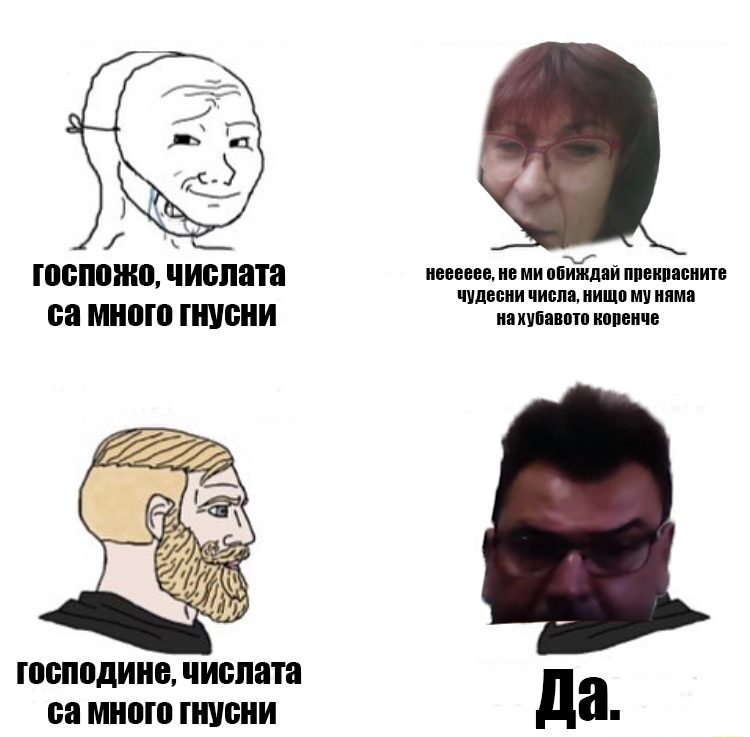 госпожо, числата
са много гнусни
нееееее, не ми обиждай прекрасните
чудесни числа, нищо му няма
на хубавото коренче
господине, числата
са много гнусни
Да.